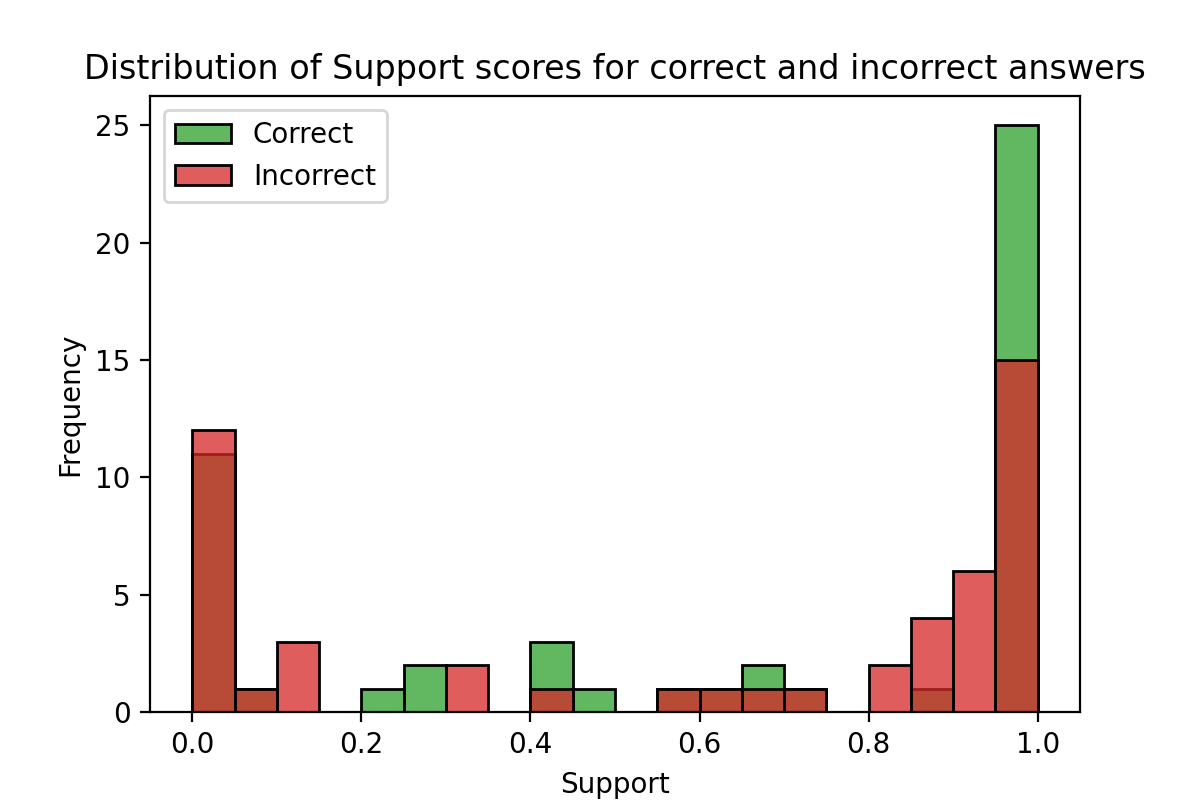 Distribution of Support scores for correct and incorrect answers
Correct
Incorrect
Frequency
25
20
15
10
5
0
0.0 0.2 0.4 0.6 0.8 1.0
Support